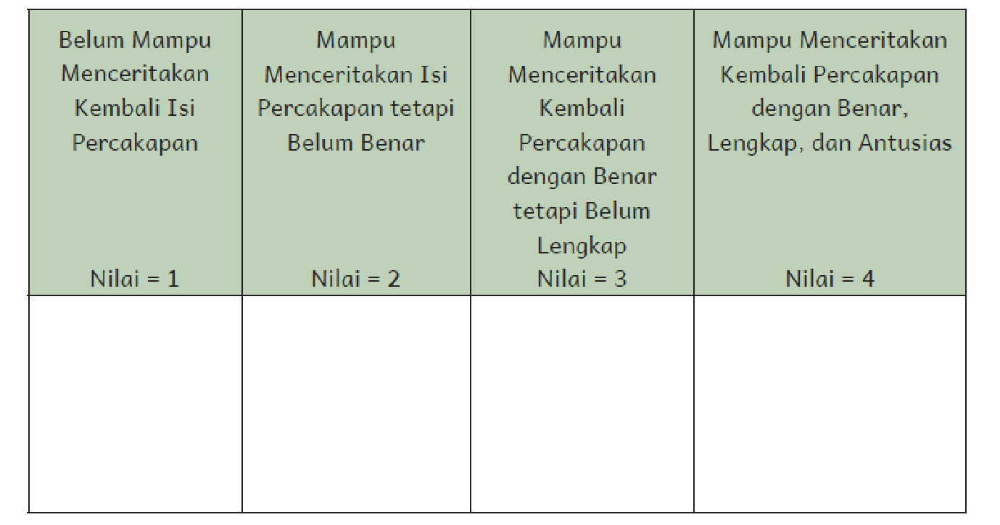 Belum Mampu
Menceritakan
Kembali Isi
Percakapan
Nilai = 1
Mampu
Menceritakan Isi
Percakapan tetapi
Belum Benar
Nilai = 2
Mampu
Menceritakan
Kembali
Percakapan
dengan Benar
tetapi Belum
Lengkap
Nilai = 3
Mampu Menceritakan
Kembali Percakapan
dengan Benar,
Lengkap, dan Antusias
Nilai = 4